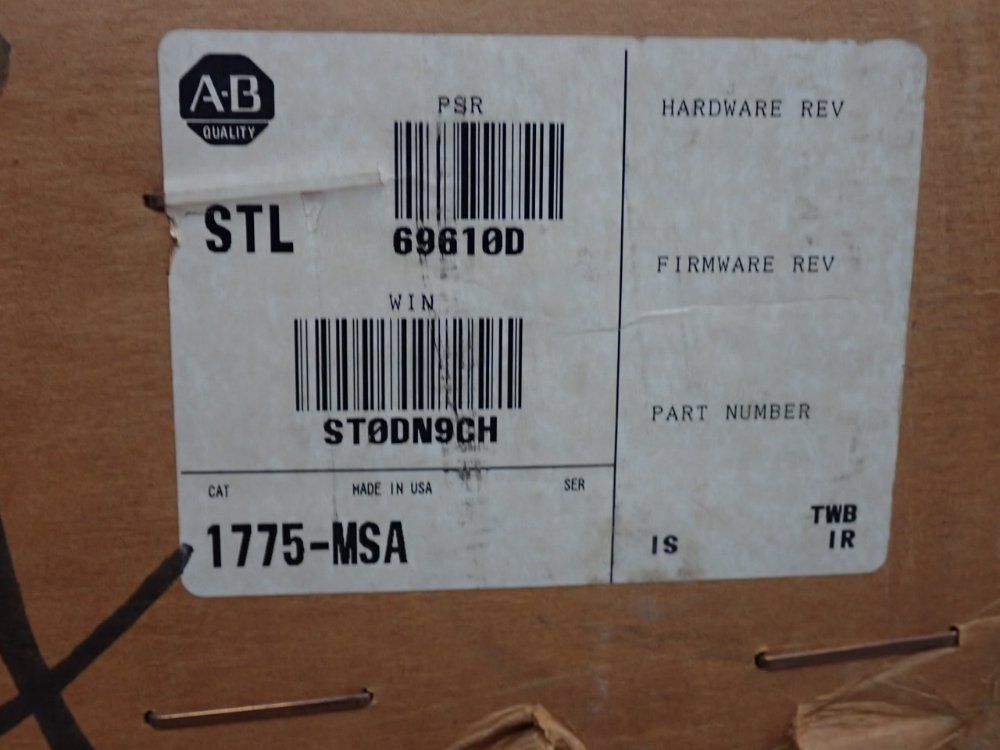 A·B
QUALITY
PSR
STL
69610D
WIN
ST0DN9CH
CAT
MADE IN USA
SER
1775-MSA
HARDWARE REV
FIRMWARE REV
PART NUMBER
TWB
IS
IR